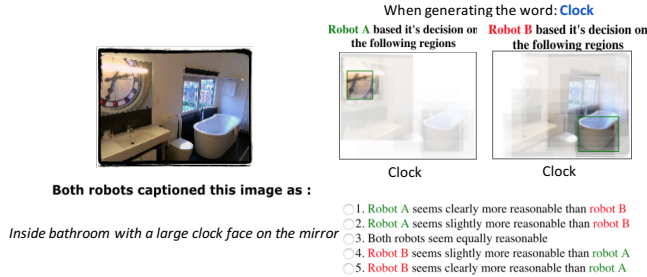 When generating the word: Clock
Robot A based it's decision on
the following regions
Robot B based it's decision on
the following regions
Clock
Clock
Both robots captioned this image as :
Inside bathroom with a large clock face on the mirror
1. Robot A seems clearly more reasonable than robot B
2. Robot A seems slightly more reasonable than robot B
3. Both robots seem equally reasonable
4. Robot B seems slightly more reasonable than robot A
5. Robot B seems clearly more reasonable than robot A